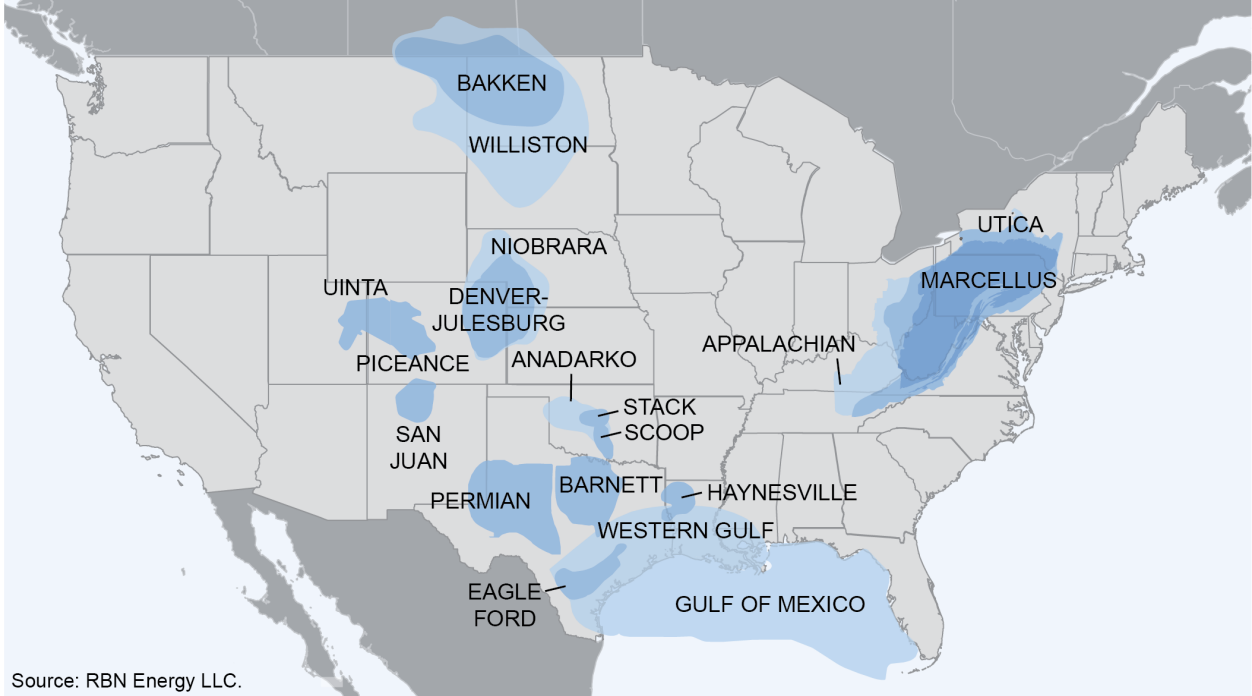 BAKKEN
WILLISTON
UTICA
NIOBRARA
MARCELLUS
UINTA
DENVER-
JULESBURG
APPALACHIAN
PICEANCE
ANADARKO
STACK
SCOOP
SAN
JUAN
BARNETT
HAYNESVILLE
PERMIAN
WESTERN GULF
EAGLE
FORD
GULF OF MEXICO
Source: RBN Energy LLC.